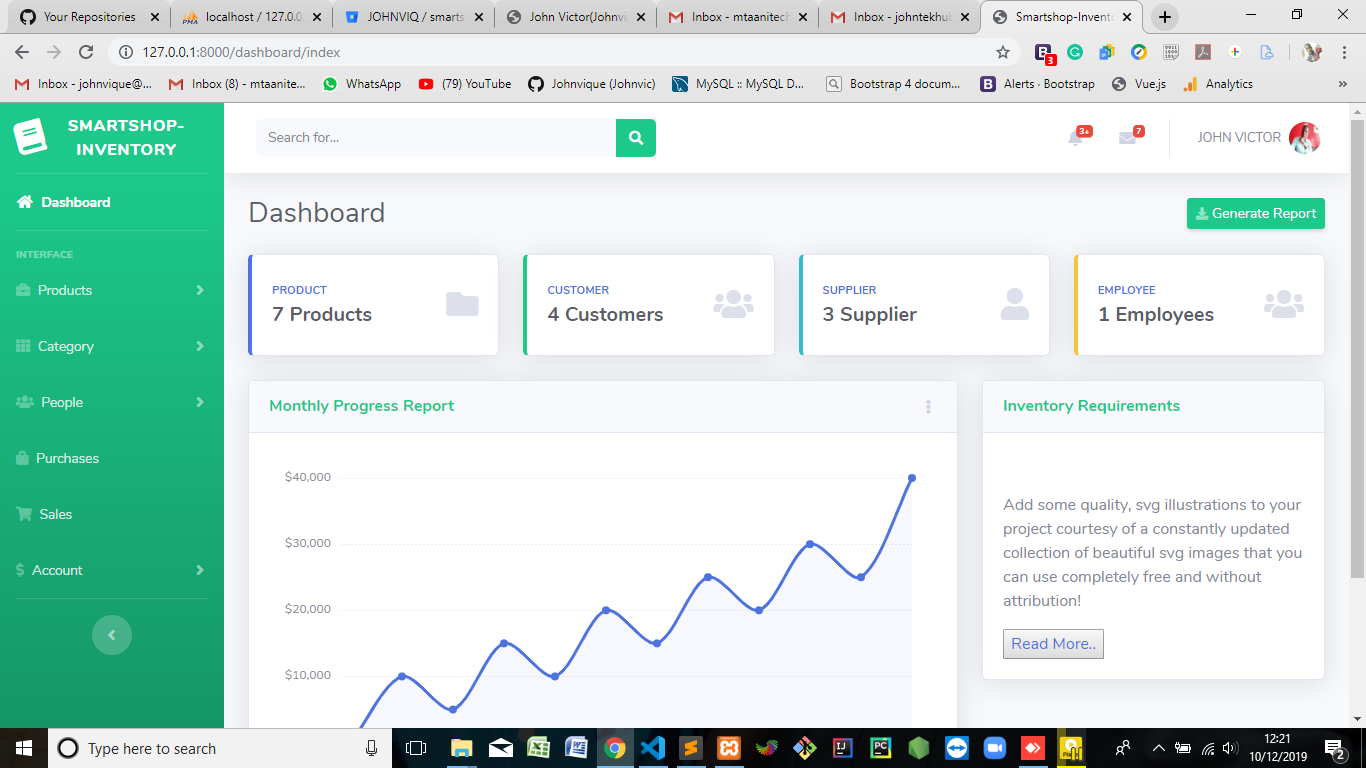 Your Repositories
localhost / 127.0.0
JOHNVIQ / smarts
John Victor(Johnvi
Inbox - mtaanitech
Inbox - johntekhub
Smartshop-Invent
127.0.0.1:8000/dashboard/index
3
Inbox - johnvique@...
Inbox (8) - mtaanite...
WhatsApp
(79) YouTube
Johnvique (Johnvic)
MySQL :: MySQL D...
Bootstrap 4 docum...
Alerts · Bootstrap
Vue.js
Analytics
»
SMARTSHOP-
INVENTORY
Search for...
3+
7
JOHN VICTOR
Dashboard
Dashboard
Generate Report
INTERFACE
Products
Category
People
Purchases
Sales
$ Account
PRODUCT
7 Products
CUSTOMER
4 Customers
SUPPLIER
3 Supplier
EMPLOYEE
1 Employees
Monthly Progress Report
$40,000
$30,000
$20,000
$10,000
Inventory Requirements
Add some quality, svg illustrations to your
project courtesy of a constantly updated
collection of beautiful svg images that you
can use completely free and without
attribution!
Read More..
Type here to search
12:21
10/12/2019
2